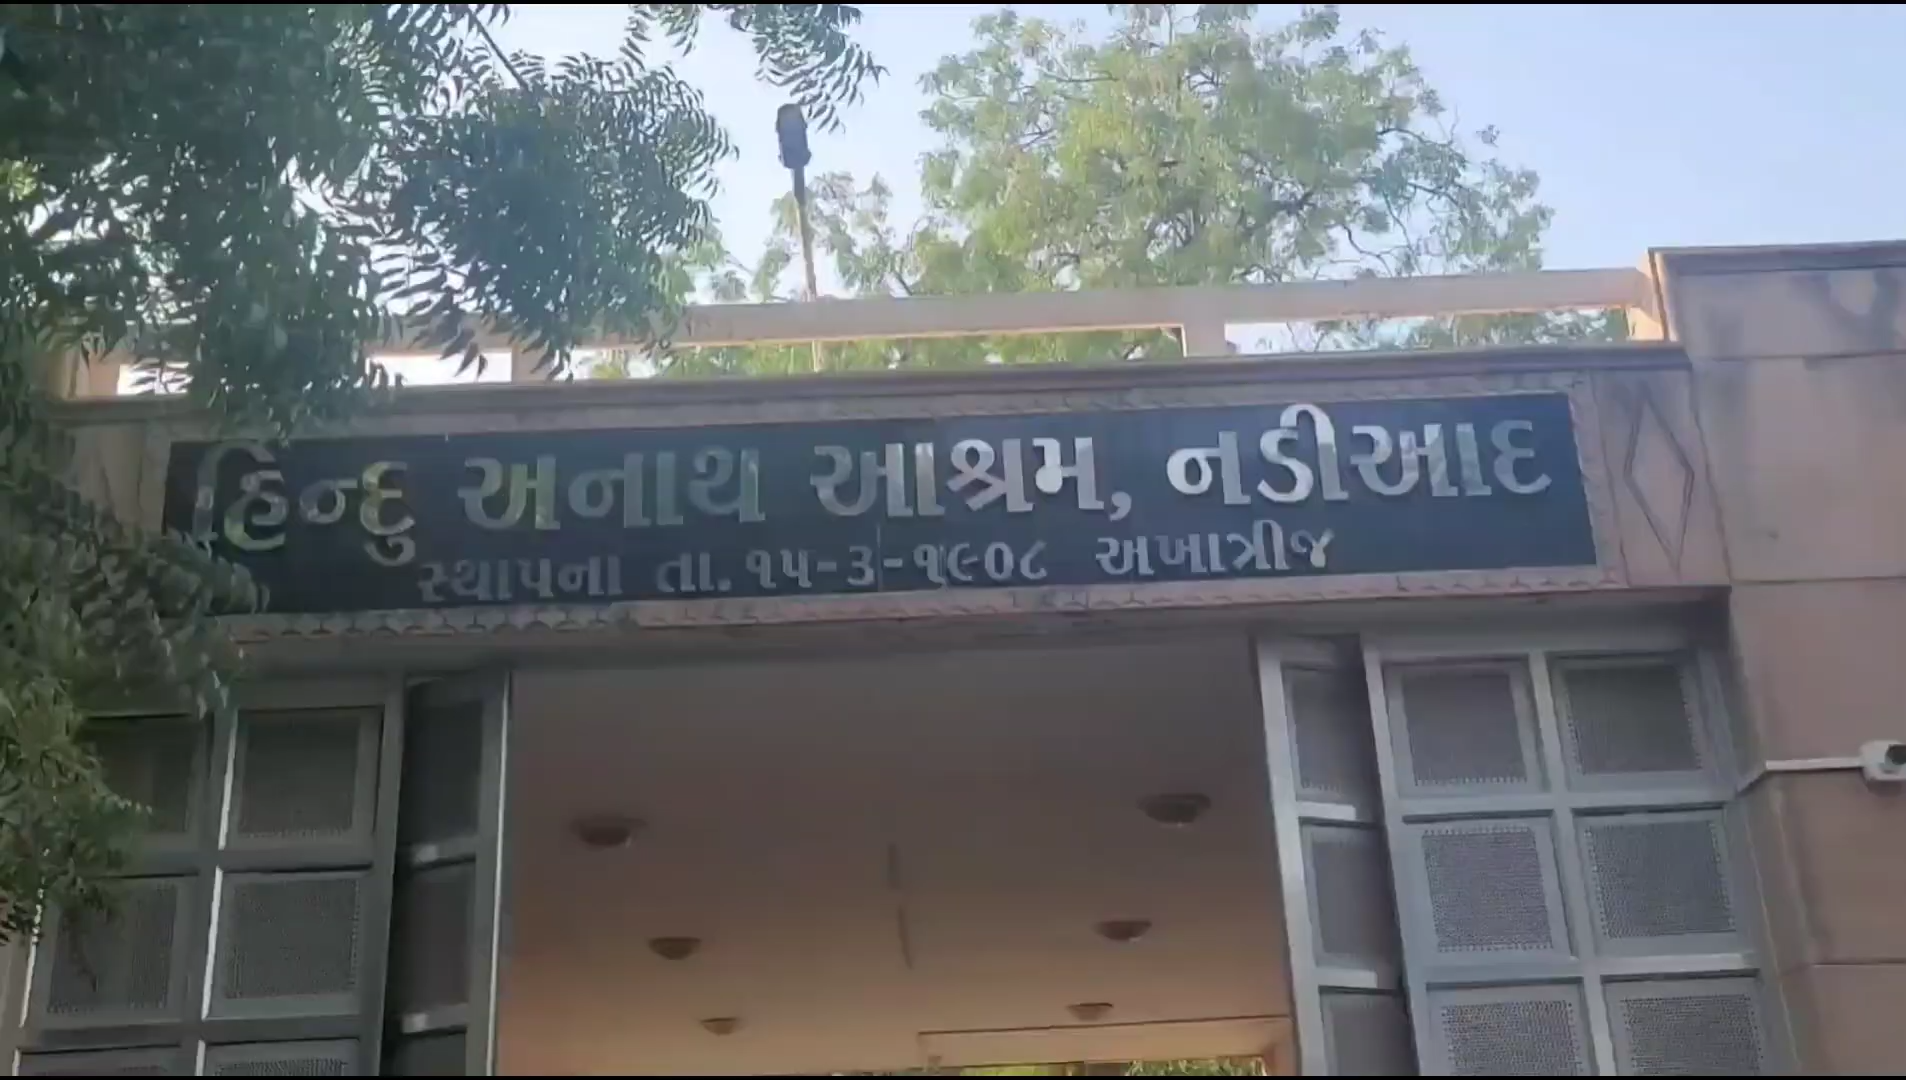 હિન્દુ અનાથ આશ્રમ, નડીઆદ
સ્થાપના તા. ૧૫-૩-૧૯૦૮ અખાત્રીજ